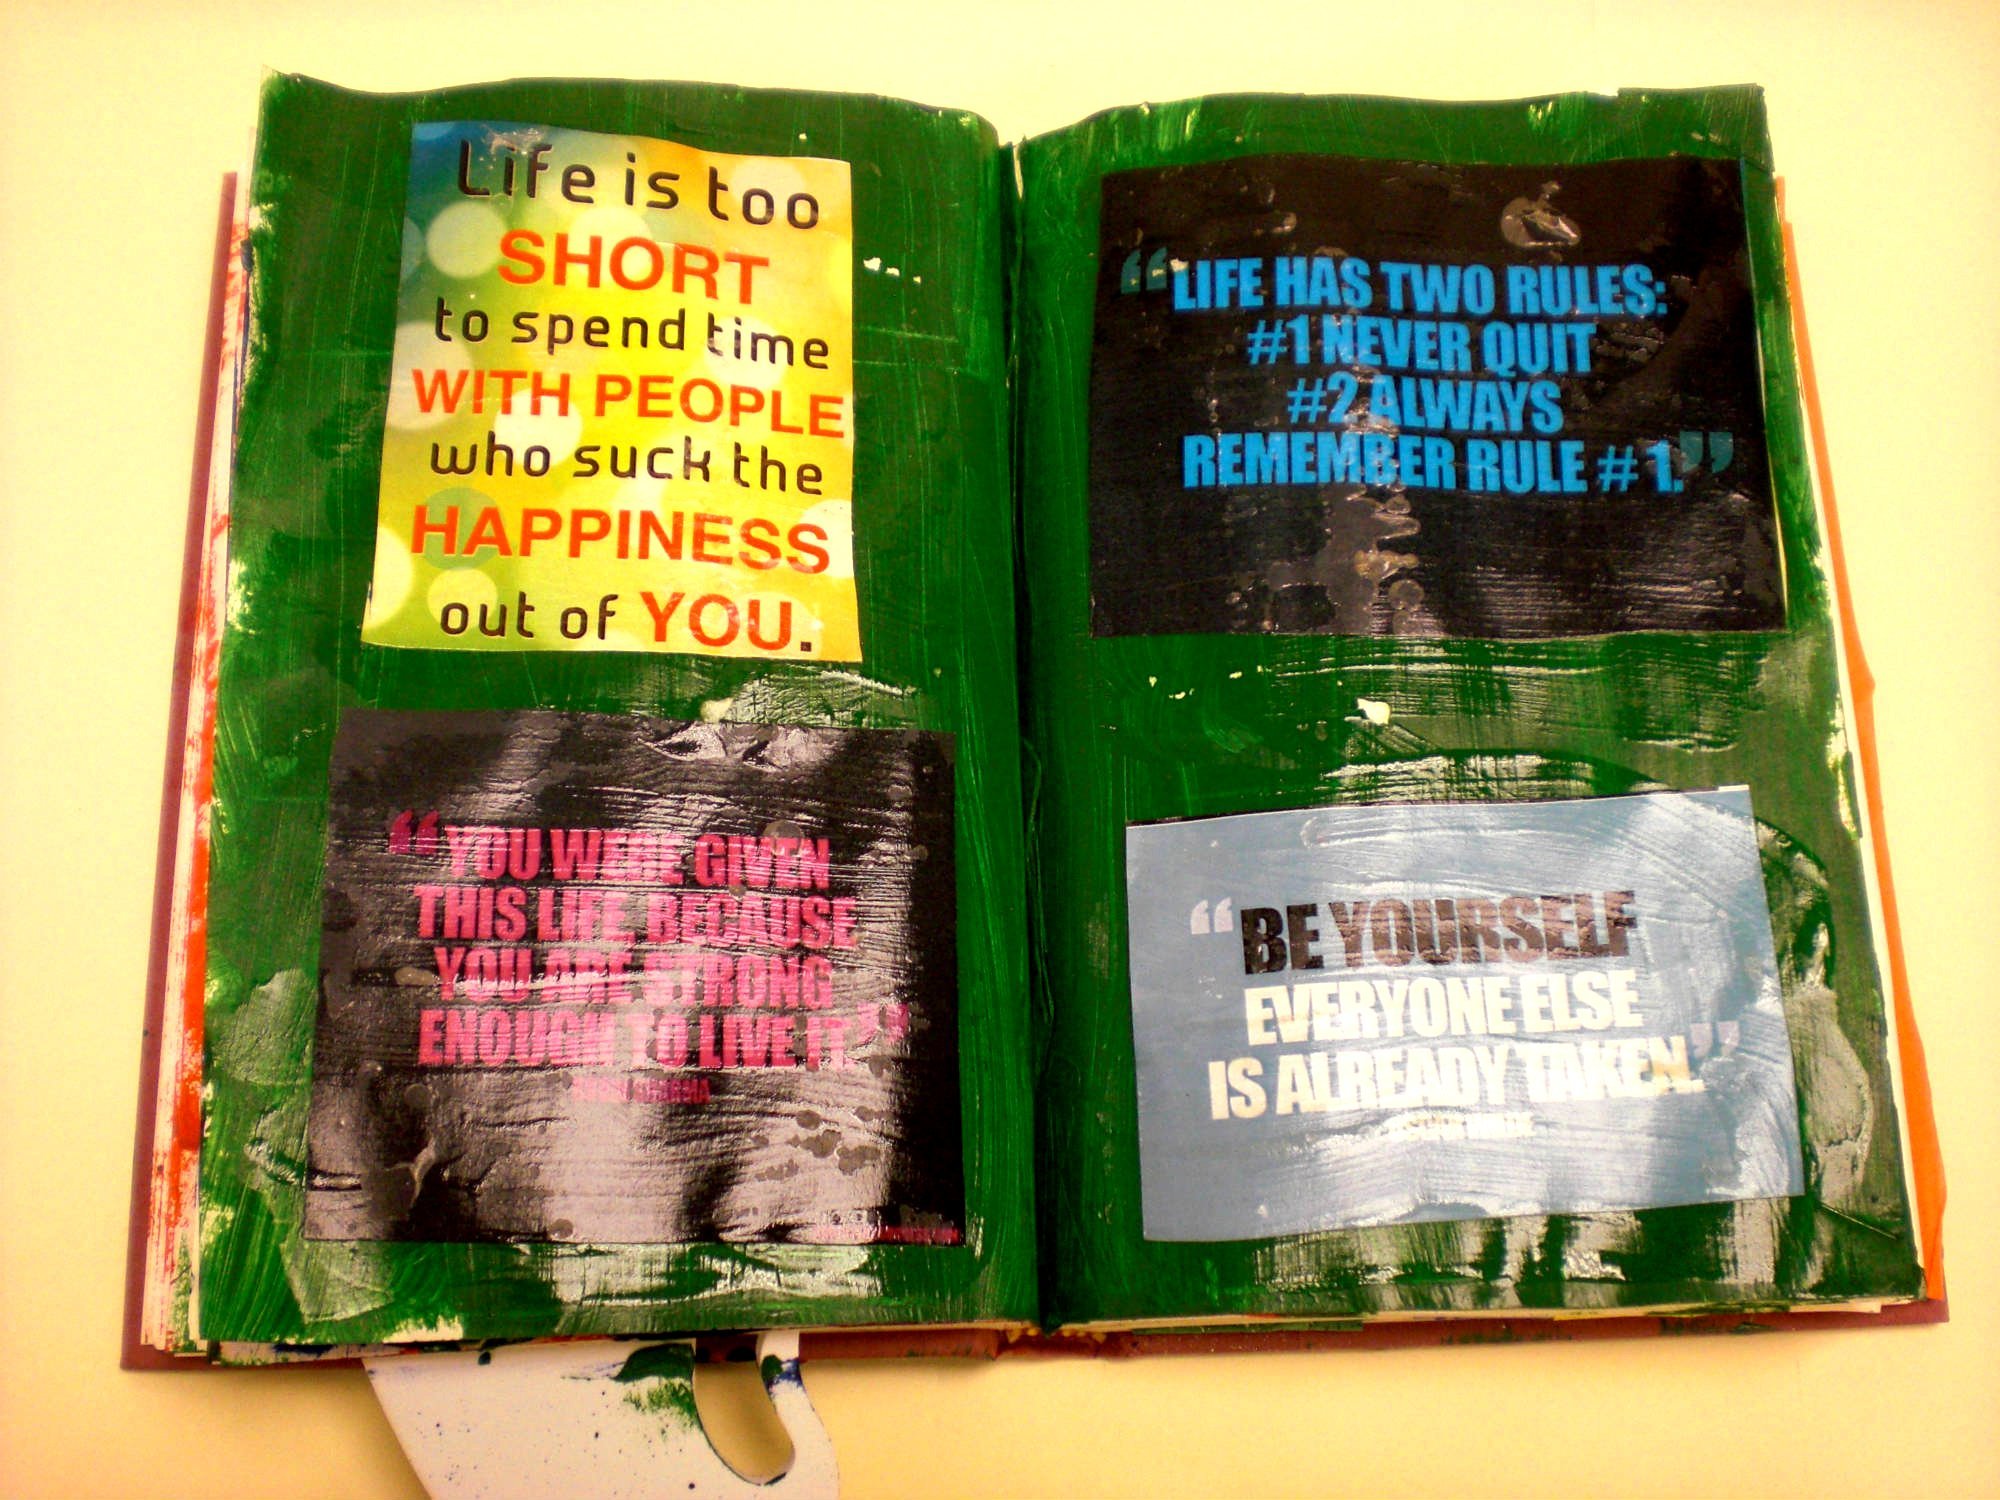 Life is too
SHORT
to spend time
WITH PEOPLE
who suck the
HAPPINESS
out of YOU.
“YOU WERE GIVEN
THIS LIFE BECAUSE
YOU ARE STRONG
ENOUGH TO LIVE IT”
“LIFE HAS TWO RULES:
#1 NEVER QUIT
#2 ALWAYS
REMEMBER RULE # 1.”
“BE YOURSELF
EVERYONE ELSE
IS ALREADY TAKEN.”